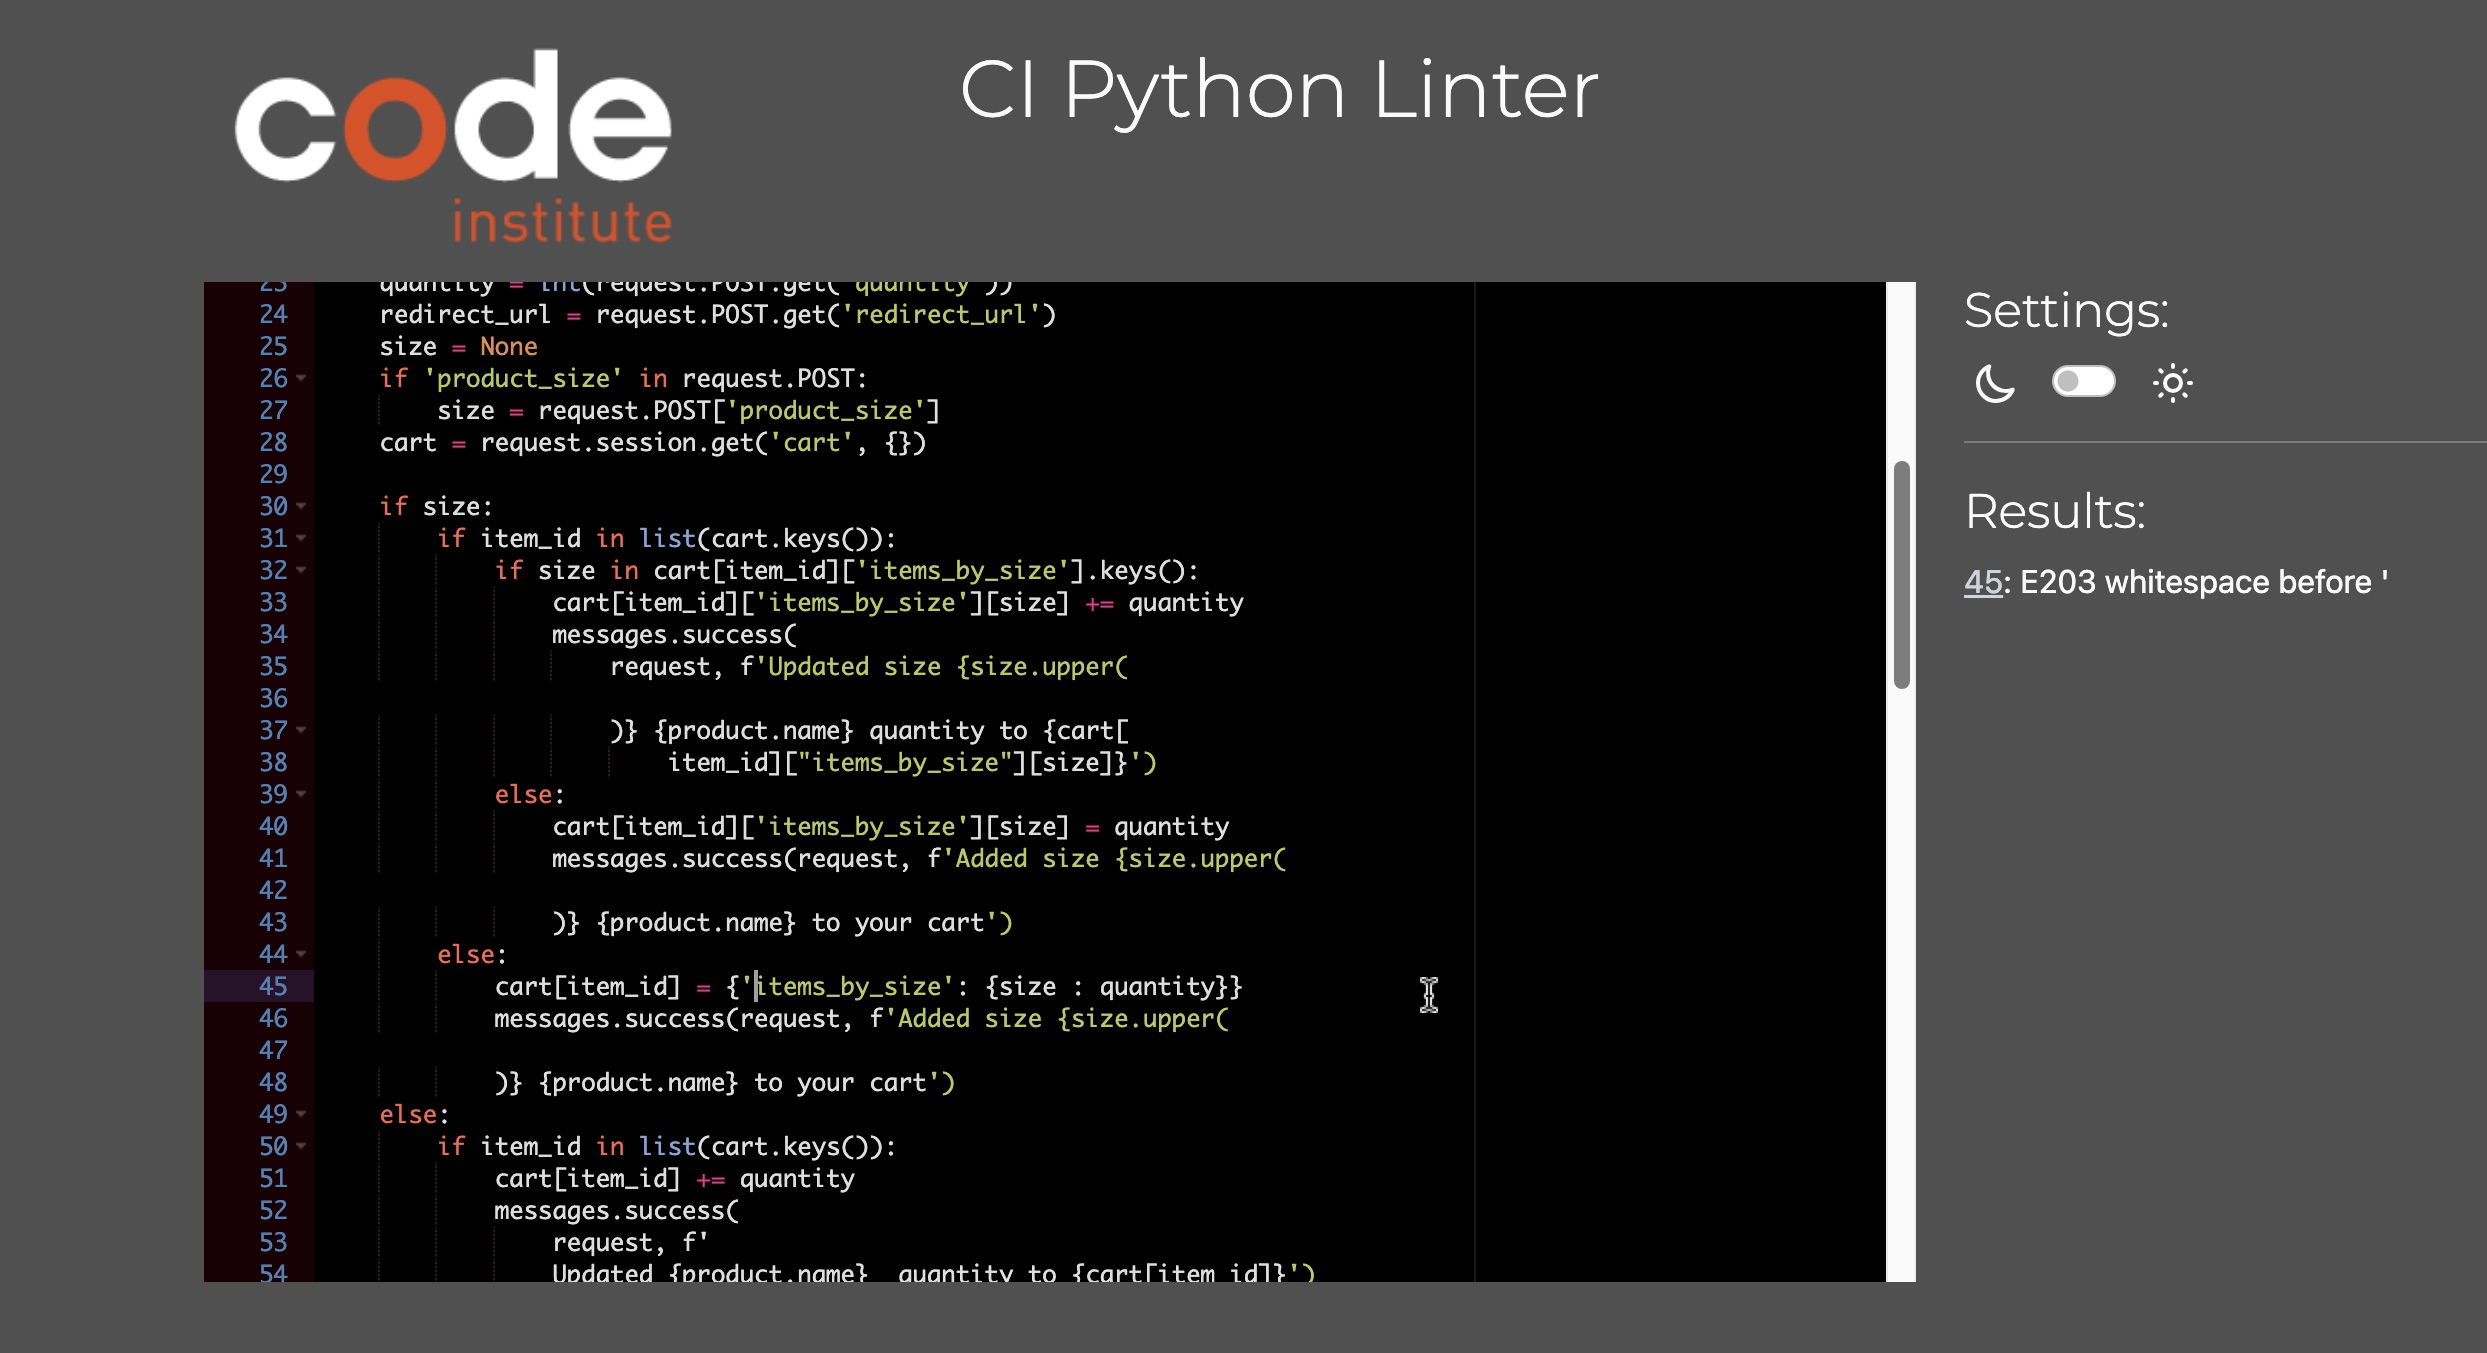 code
institute
CI Python Linter
23 quantity = int(request.POST.get('quantity'))
24 redirect_url = request.POST.get('redirect_url')
25 size = None
26 if 'product_size' in request.POST:
27 size = request.POST['product_size']
28 cart = request.session.get('cart', {})
29
30 if size:
31 if item_id in list(cart.keys()):
32 if size in cart[item_id]['items_by_size'].keys():
33 cart[item_id]['items_by_size'][size] += quantity
34 messages.success(
35 request, f'Updated size {size.upper(
36
37 )} {product.name} quantity to {cart[
38 item_id]["items_by_size"][size]}')
39 else:
40 cart[item_id]['items_by_size'][size] = quantity
41 messages.success(request, f'Added size {size.upper(
42
43 )} {product.name} to your cart')
44 else:
45 cart[item_id] = {'items_by_size': {size : quantity}}
46 messages.success(request, f'Added size {size.upper(
47
48 )} {product.name} to your cart')
49 else:
50 if item_id in list(cart.keys()):
51 cart[item_id] += quantity
52 messages.success(
53 request, f'
54 Updated {product.name}  quantity to {cart[item_id]}')
Settings:
Results:
45: E203 whitespace before '